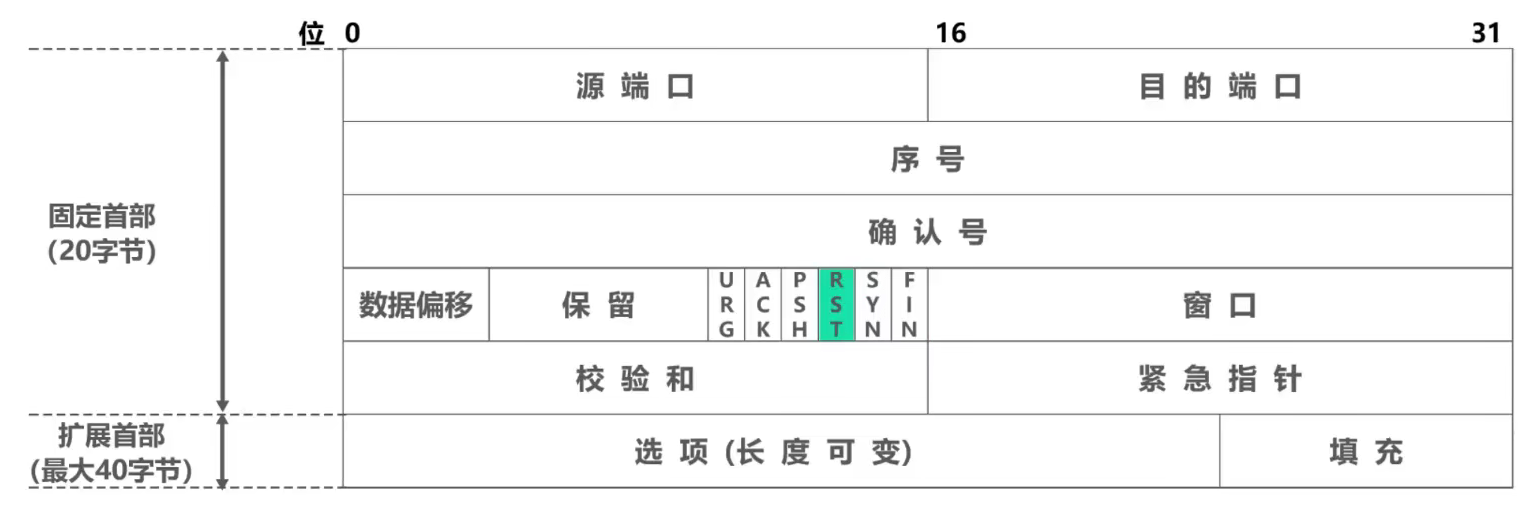 位 0 16 31
源端口 目的端口
序号
确认号
固定首部
(20字节)
数据偏移 保留 URG ACK PSH RST SYN FIN 窗口
校验和 紧急指针
扩展首部
(最大40字节)
选项(长度可变) 填充